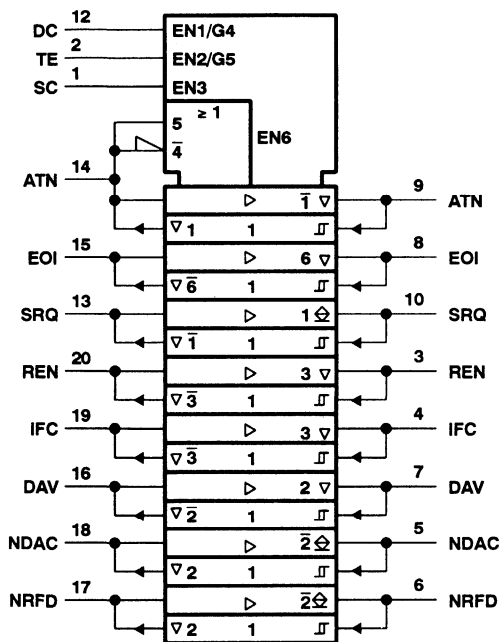 DC 12 EN1/G4
TE 2 EN2/G5
SC 1 EN3
≥ 1
5
EN6
4̅
14
ATN 1̅ ▽ 9 ATN
▽ 1 1
EOI 15 6 ▽ 8 EOI
▽ 6̅ 1
SRQ 13 1 10 SRQ
▽ 1̅ 1
REN 20 3 ▽ 3 REN
▽ 3̅ 1
IFC 19 3 ▽ 4 IFC
▽ 3̅ 1
DAV 16 2 ▽ 7 DAV
▽ 2̅ 1
NDAC 18 2̅ 5 NDAC
▽ 2 1
NRFD 17 2̅ 6 NRFD
▽ 2 1